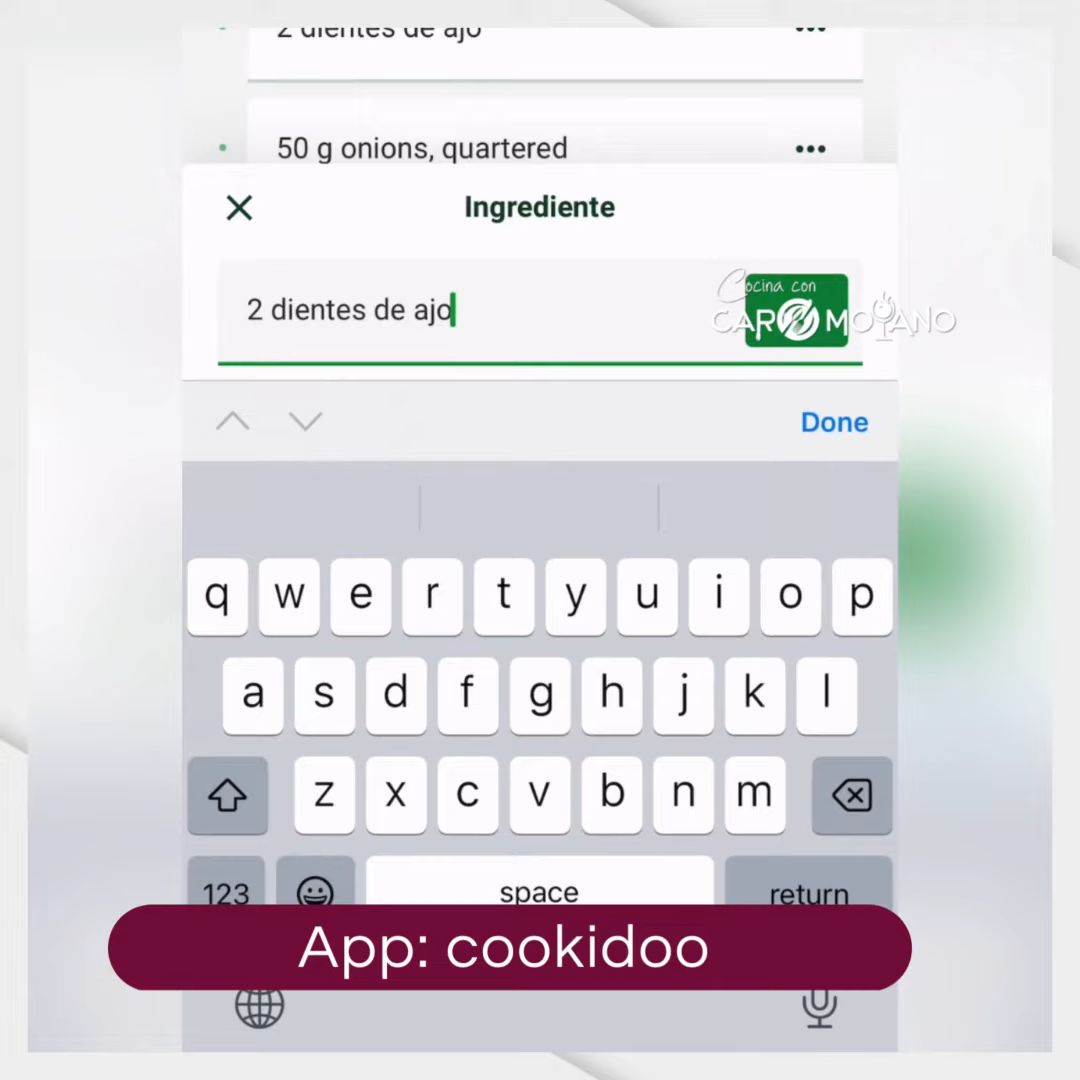 2 dientes de ajo
50 g onions, quartered
Ingrediente
2 dientes de ajo
Cocina con
CARO MOYANO
Done
q w e r t y u i o p
a s d f g h j k l
z x c v b n m
123 space return
App: cookidoo